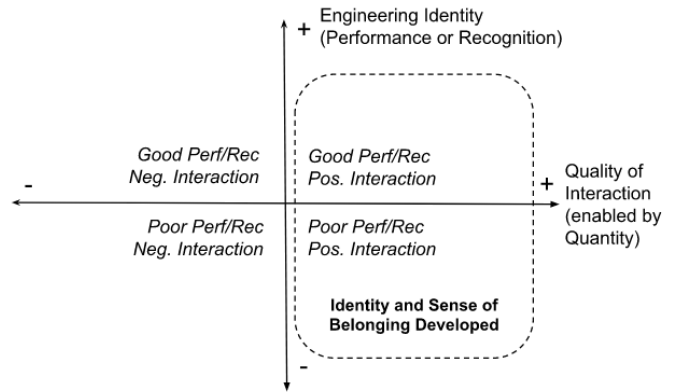 + Engineering Identity
(Performance or Recognition)
Good Perf/Rec
Neg. Interaction
Good Perf/Rec
Pos. Interaction
-
+
Quality of
Interaction
(enabled by
Quantity)
Poor Perf/Rec
Neg. Interaction
Poor Perf/Rec
Pos. Interaction
Identity and Sense of
Belonging Developed
-